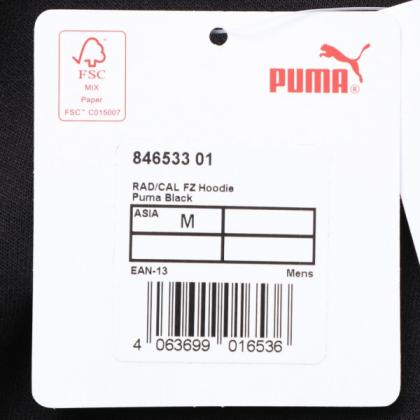 FSC
MIX
Paper
FSC™ C015007
PUMA®
846533 01
RAD/CAL FZ Hoodie
Puma Black
ASIA M
EAN-13 Mens
4 063699 016536